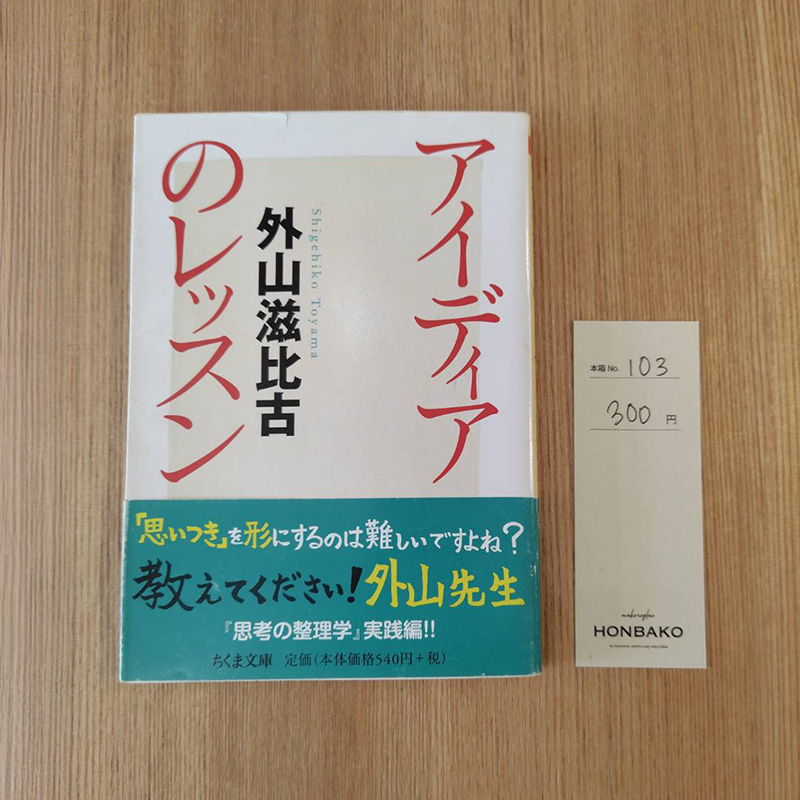 アイディア
のレッスン
Shigehiko Toyama
外山滋比古
「思いつき」を形にするのは難しいですよね?
教えてください!外山先生
『思考の整理学』実践編!!
ちくま文庫 定価(本体価格540円+税)
本箱 No. 103
300 円
HONBAKO